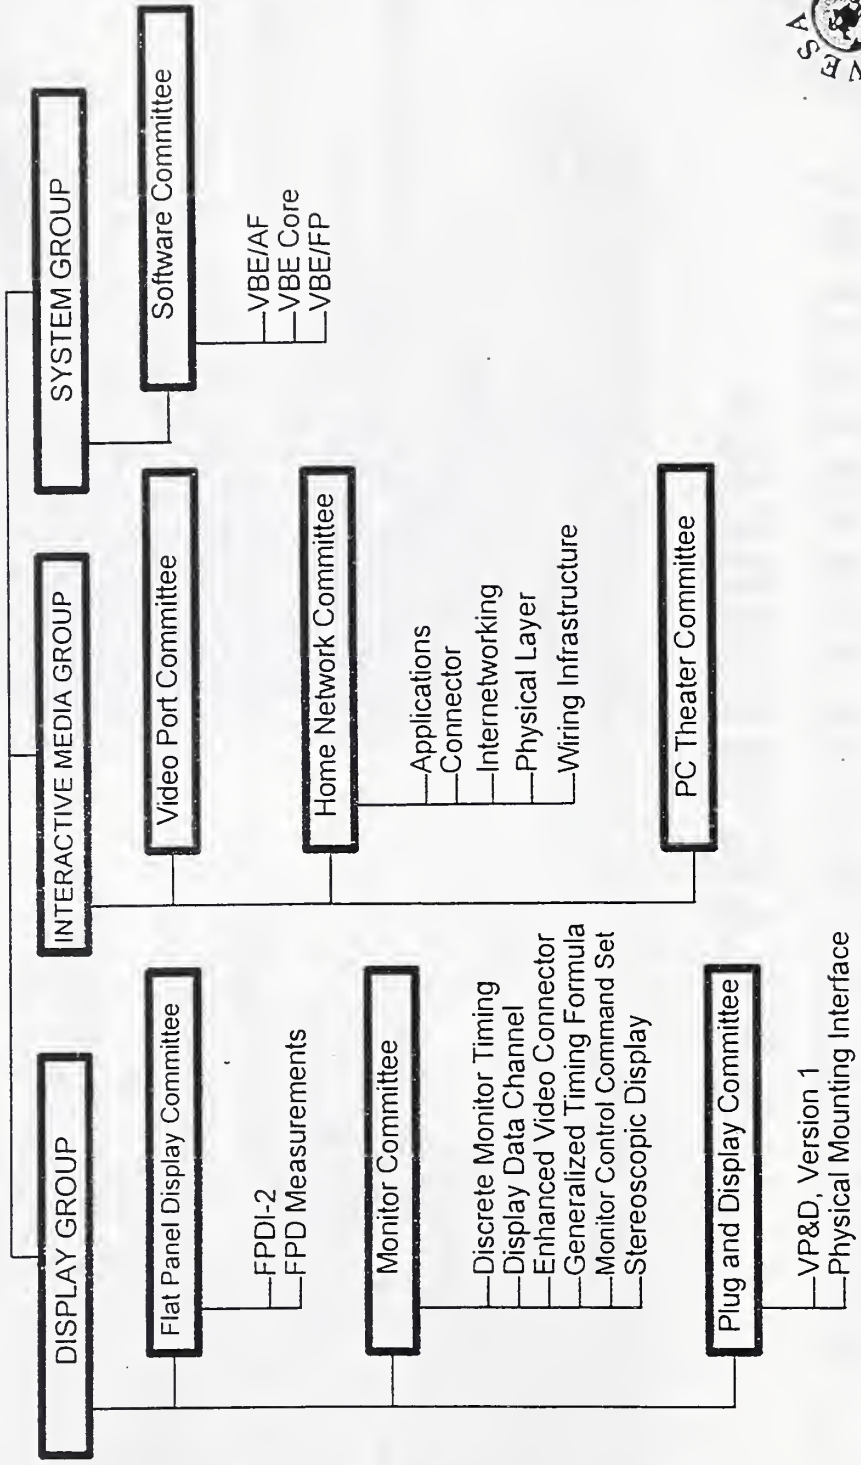 DISPLAY GROUP
Flat Panel Display Committee
FPDI-2
FPD Measurements
Monitor Committee
Discrete Monitor Timing
Display Data Channel
Enhanced Video Connector
Generalized Timing Formula
Monitor Control Command Set
Stereoscopic Display
Plug and Display Committee
VP&D, Version 1
Physical Mounting Interface
INTERACTIVE MEDIA GROUP
Video Port Committee
Home Network Committee
Applications
Connector
Internetworking
Physical Layer
Wiring Infrastructure
PC Theater Committee
SYSTEM GROUP
Software Committee
VBE/AF
VBE Core
VBE/FP
VESA